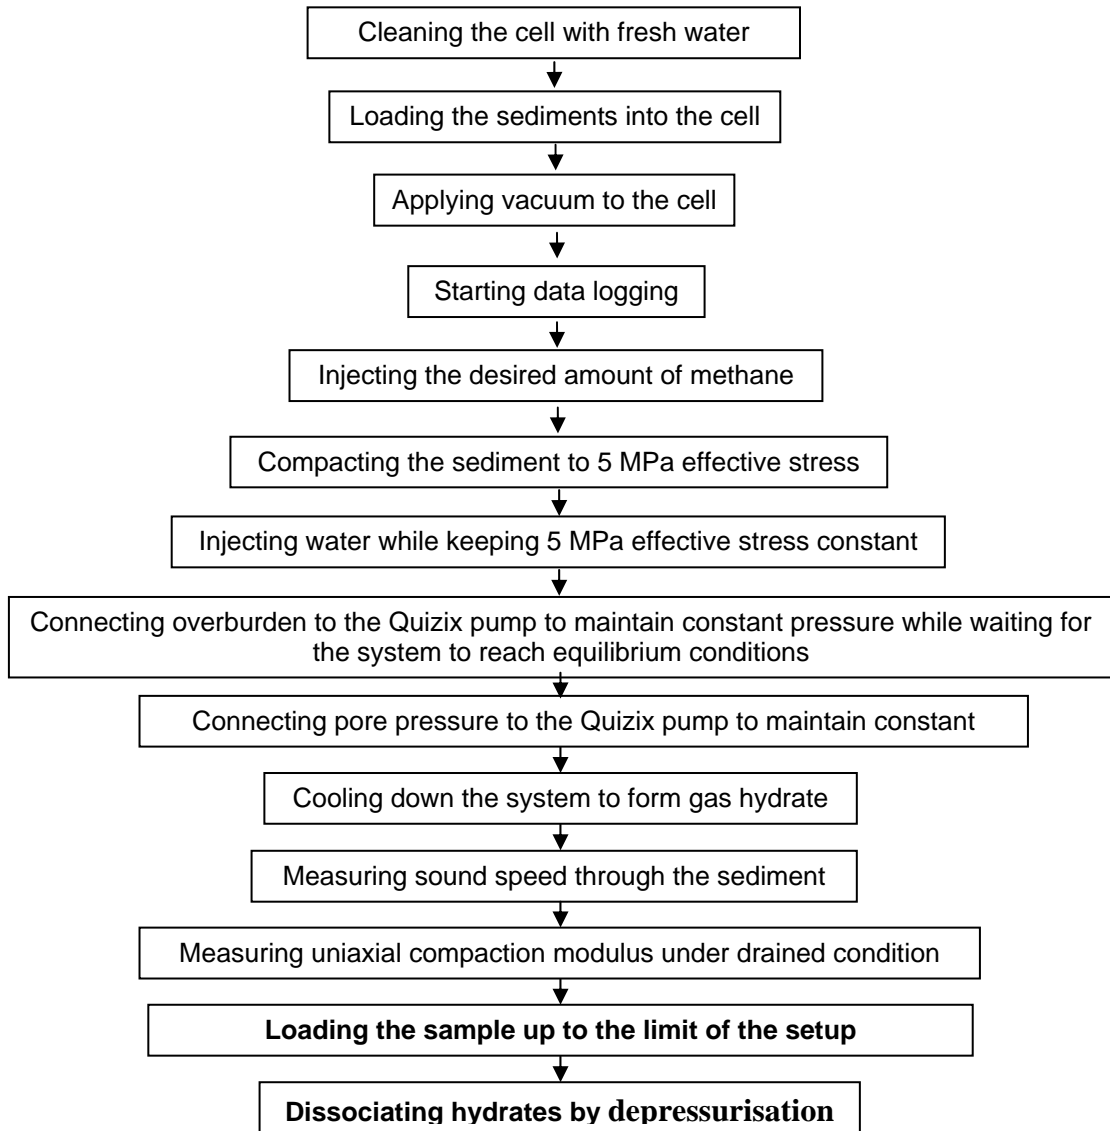 Cleaning the cell with fresh water
Loading the sediments into the cell
Applying vacuum to the cell
Starting data logging
Injecting the desired amount of methane
Compacting the sediment to 5 MPa effective stress
Injecting water while keeping 5 MPa effective stress constant
Connecting overburden to the Quizix pump to maintain constant pressure while waiting for
the system to reach equilibrium conditions
Connecting pore pressure to the Quizix pump to maintain constant
Cooling down the system to form gas hydrate
Measuring sound speed through the sediment
Measuring uniaxial compaction modulus under drained condition
Loading the sample up to the limit of the setup
Dissociating hydrates by depressurisation